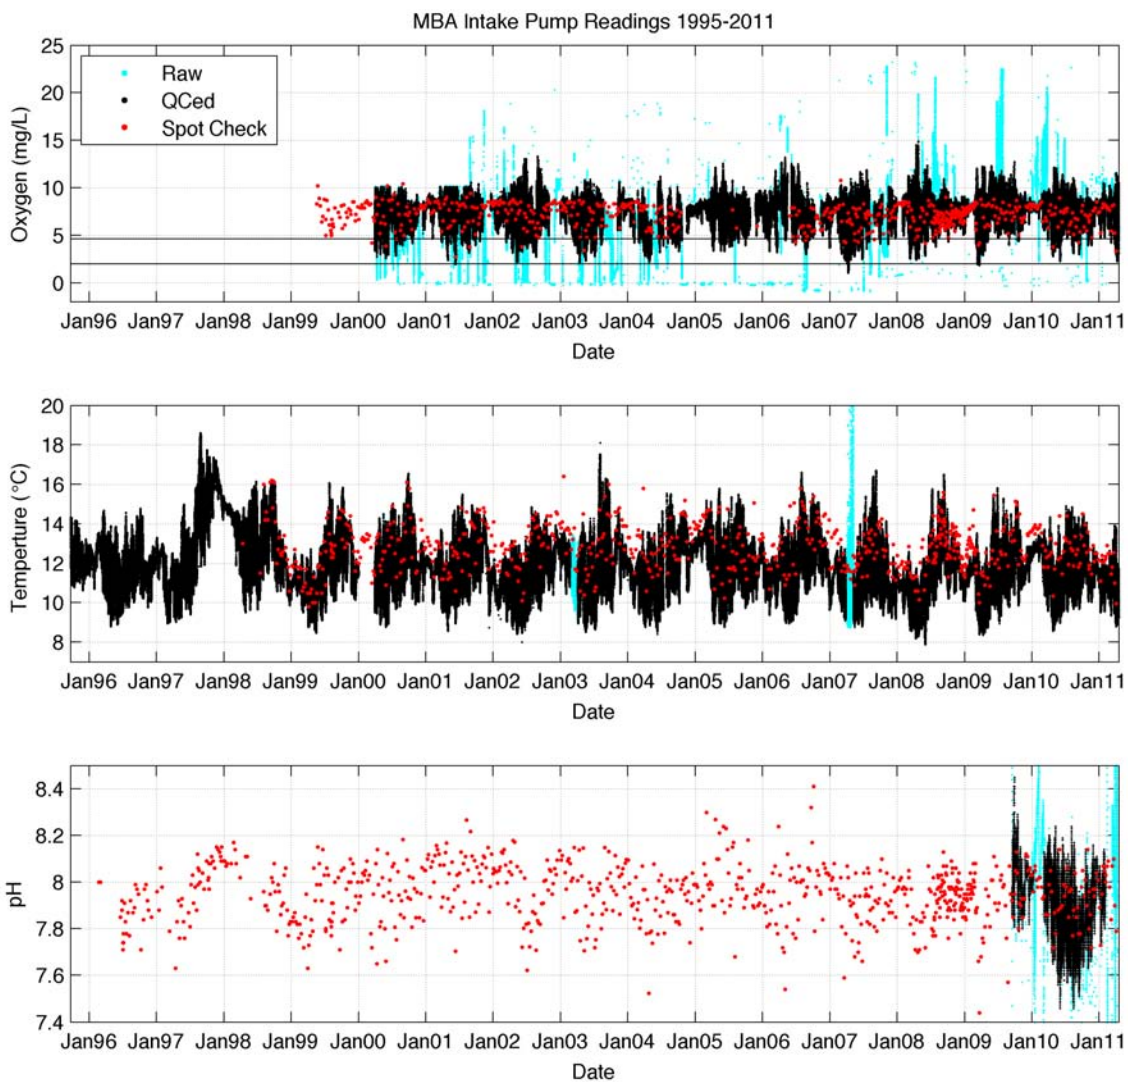 MBA Intake Pump Readings 1995-2011
Raw
QCed
Spot Check
Oxygen (mg/L)
25
20
15
10
5
0
Jan96 Jan97 Jan98 Jan99 Jan00 Jan01 Jan02 Jan03 Jan04 Jan05 Jan06 Jan07 Jan08 Jan09 Jan10 Jan11
Date
Temperture (°C)
20
18
16
14
12
10
8
Jan96 Jan97 Jan98 Jan99 Jan00 Jan01 Jan02 Jan03 Jan04 Jan05 Jan06 Jan07 Jan08 Jan09 Jan10 Jan11
Date
pH
8.4
8.2
8
7.8
7.6
7.4
Jan96 Jan97 Jan98 Jan99 Jan00 Jan01 Jan02 Jan03 Jan04 Jan05 Jan06 Jan07 Jan08 Jan09 Jan10 Jan11
Date